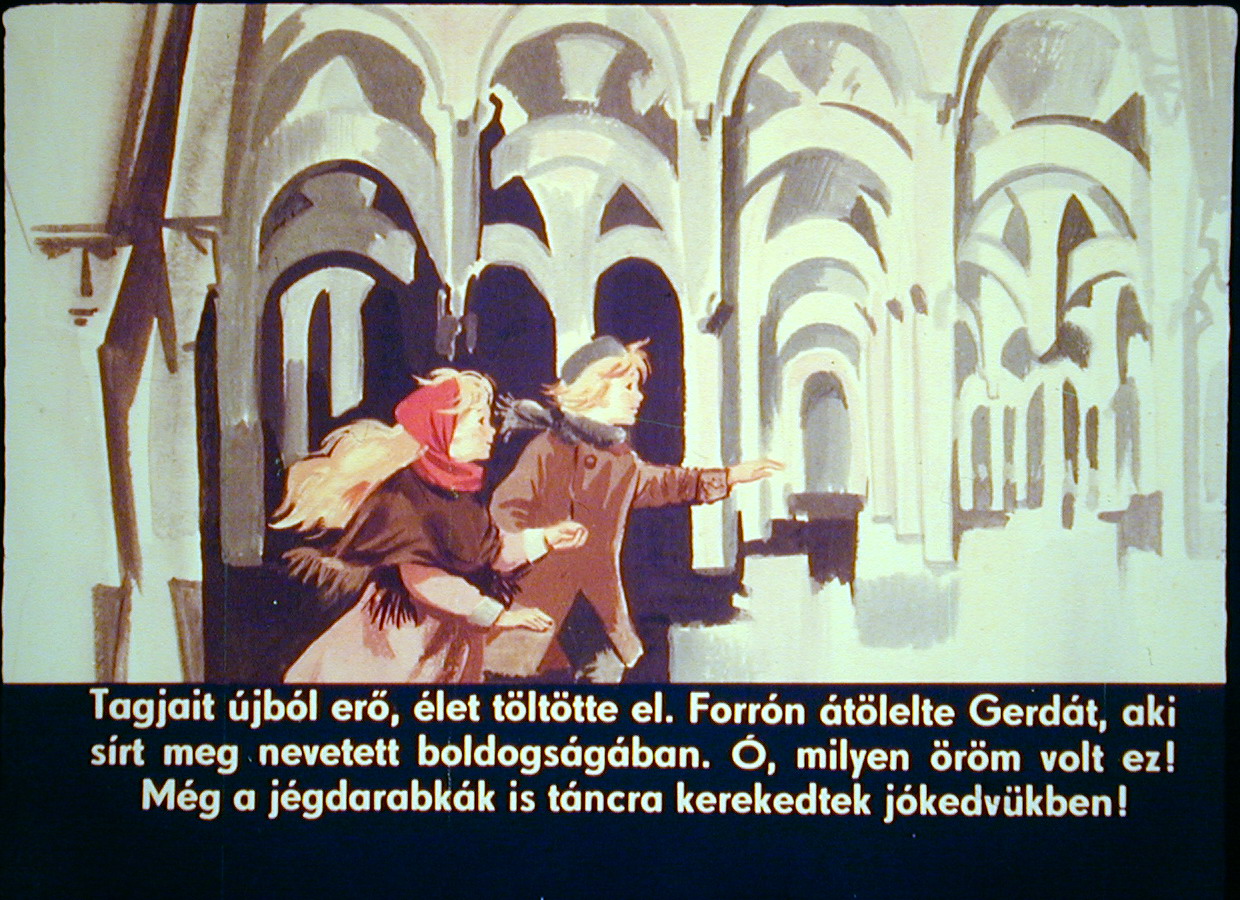 Tagjait újból erő, élet töltötte el. Forrón átölelte Gerdát, aki
sírt meg nevetett boldogságában. Ó, milyen öröm volt ez!
Még a jégdarabkák is táncra kerekedtek jókedvükben!